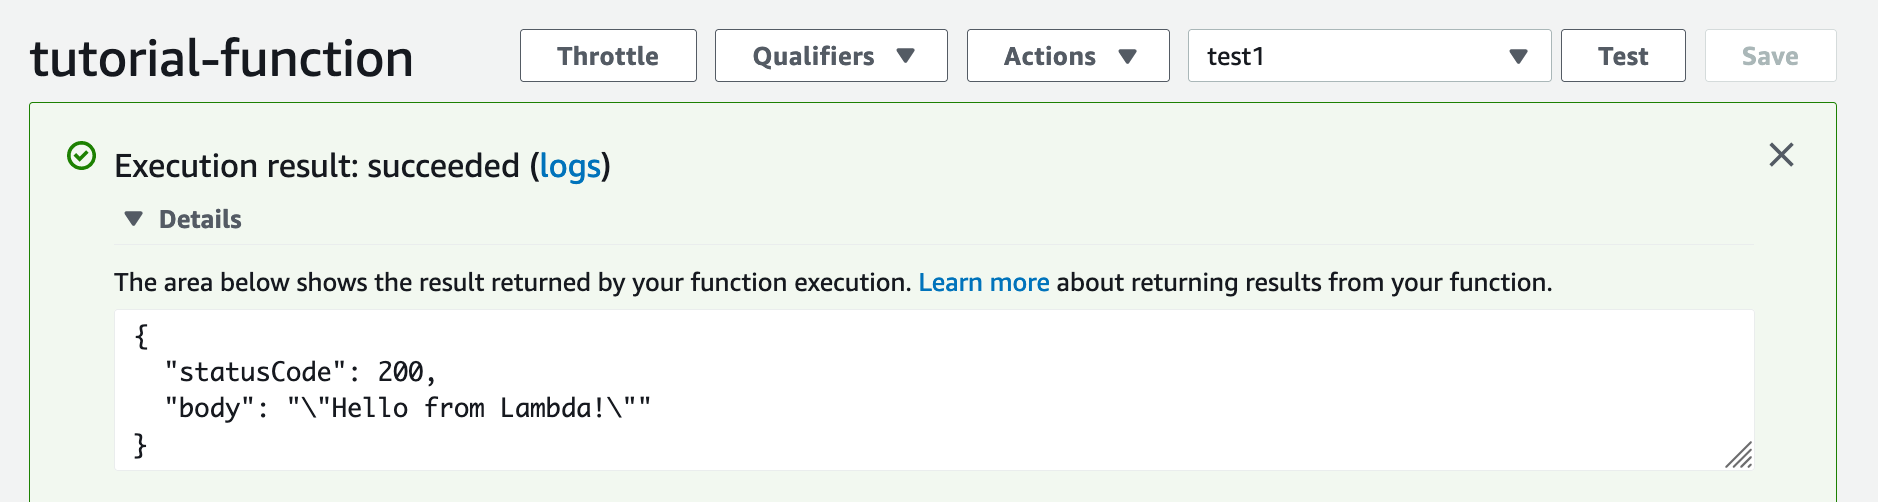 tutorial-function Throttle Qualifiers Actions test1 Test Save
Execution result: succeeded (logs)
Details
The area below shows the result returned by your function execution. Learn more about returning results from your function.
{
  "statusCode": 200,
  "body": "\"Hello from Lambda!\""
}